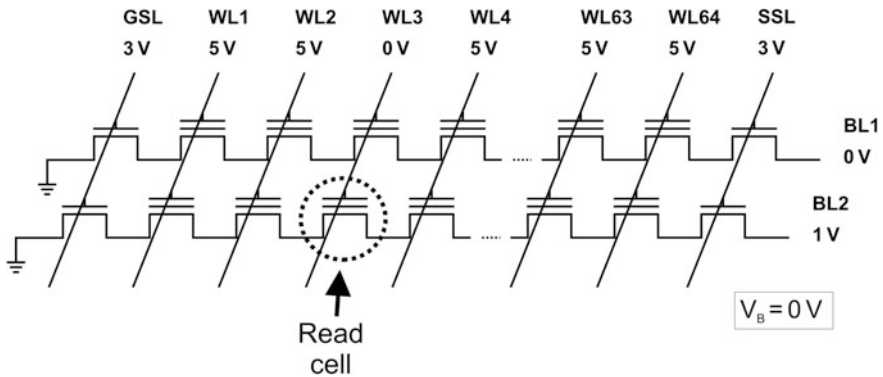 GSL WL1 WL2 WL3 WL4 WL63 WL64 SSL
3 V 5 V 5 V 0 V 5 V 5 V 5 V 3 V
BL1
0 V
BL2
1 V
V_B = 0 V
Read
cell